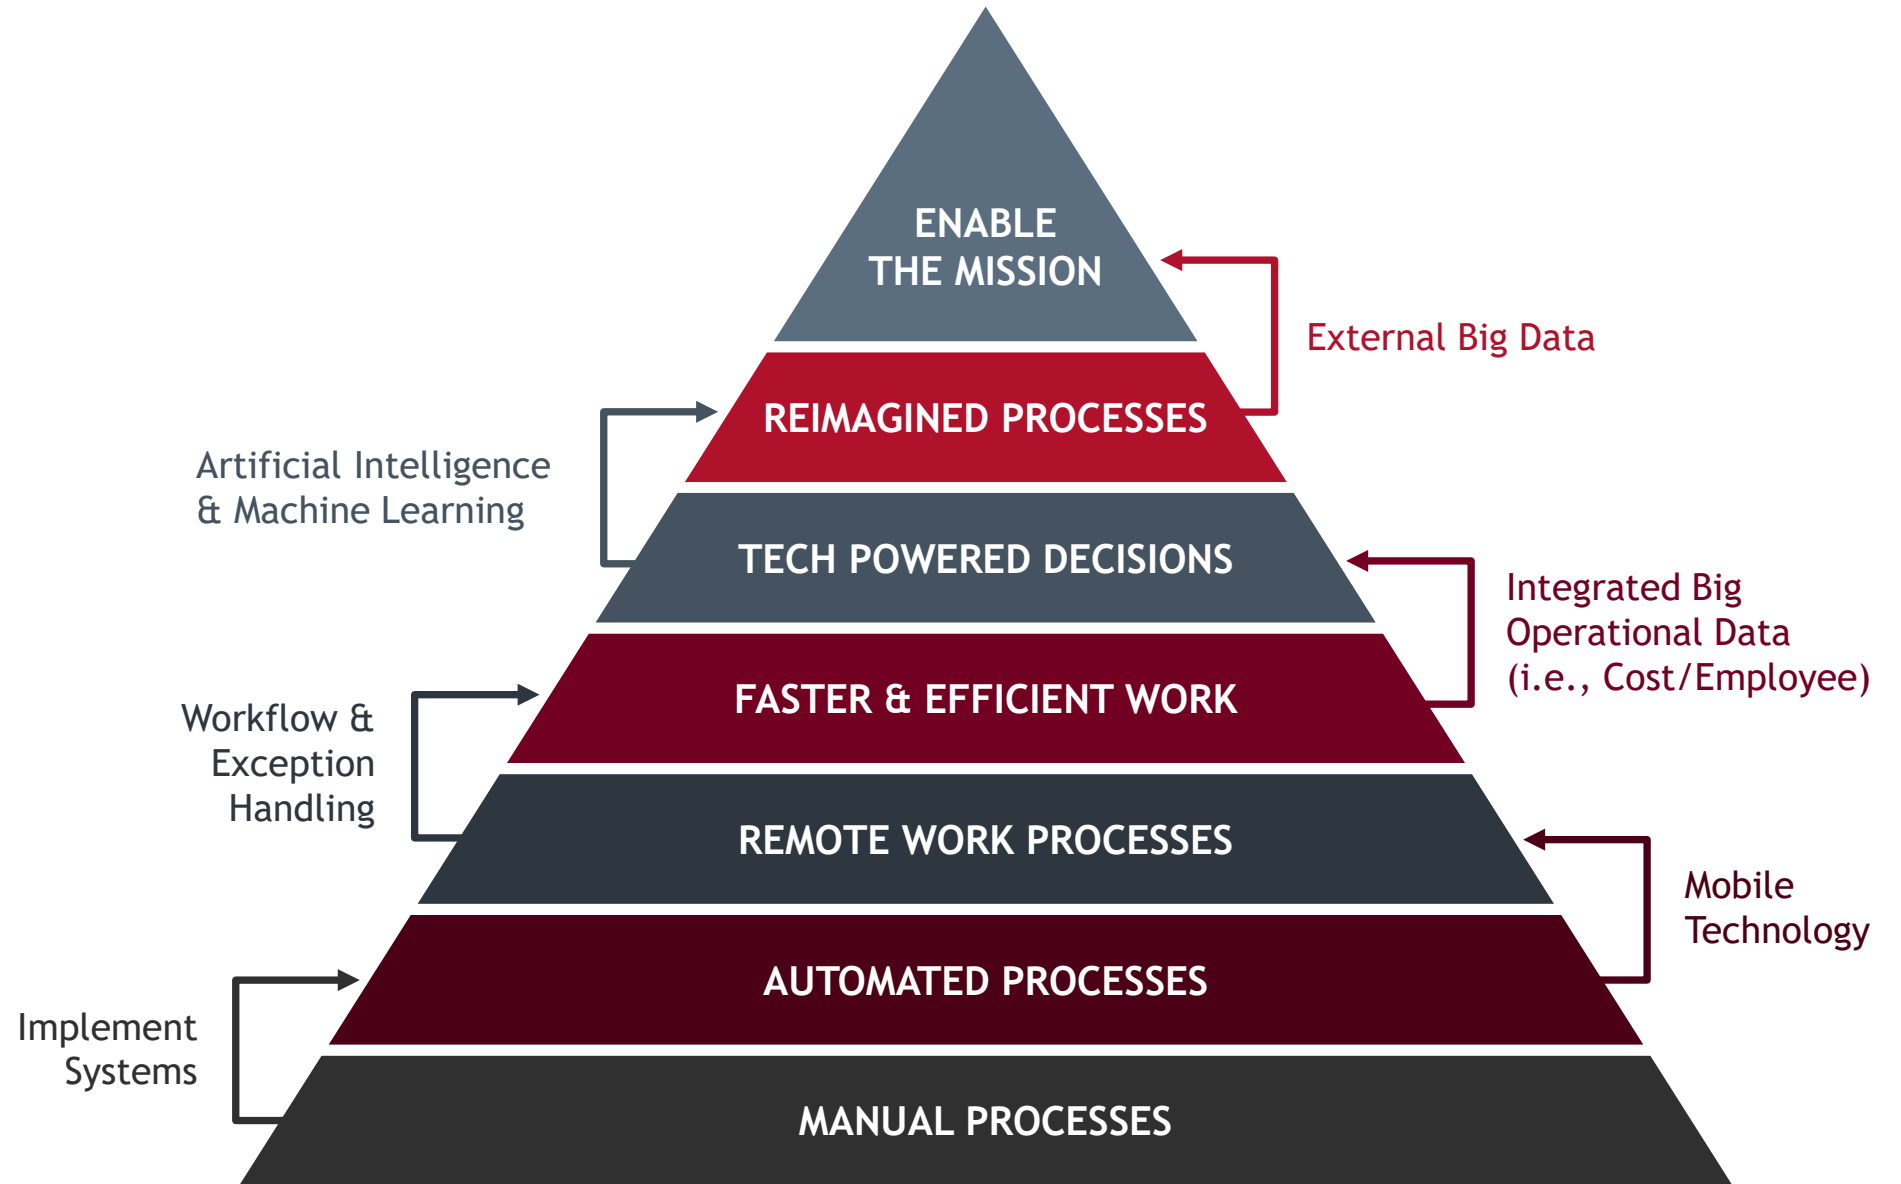 ENABLE
THE MISSION
External Big Data
REIMAGINED PROCESSES
Artificial Intelligence
& Machine Learning
TECH POWERED DECISIONS
Integrated Big
Operational Data
(i.e., Cost/Employee)
FASTER & EFFICIENT WORK
Workflow &
Exception
Handling
REMOTE WORK PROCESSES
Mobile
Technology
AUTOMATED PROCESSES
Implement
Systems
MANUAL PROCESSES